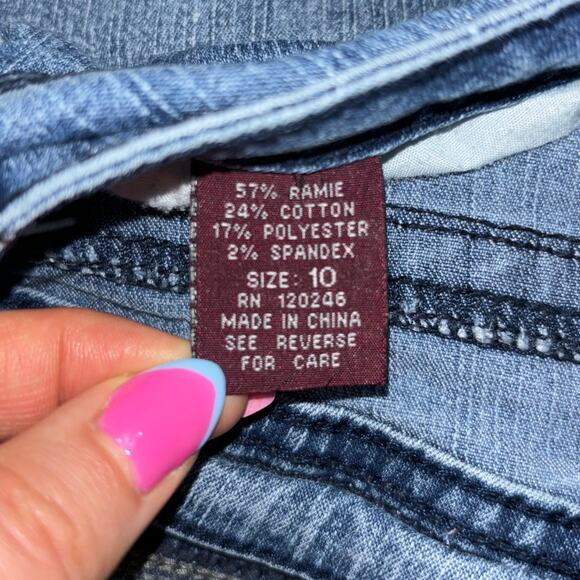 57% RAMIE
24% COTTON
17% POLYESTER
2% SPANDEX
SIZE: 10
RN 120246
MADE IN CHINA
SEE REVERSE
FOR CARE